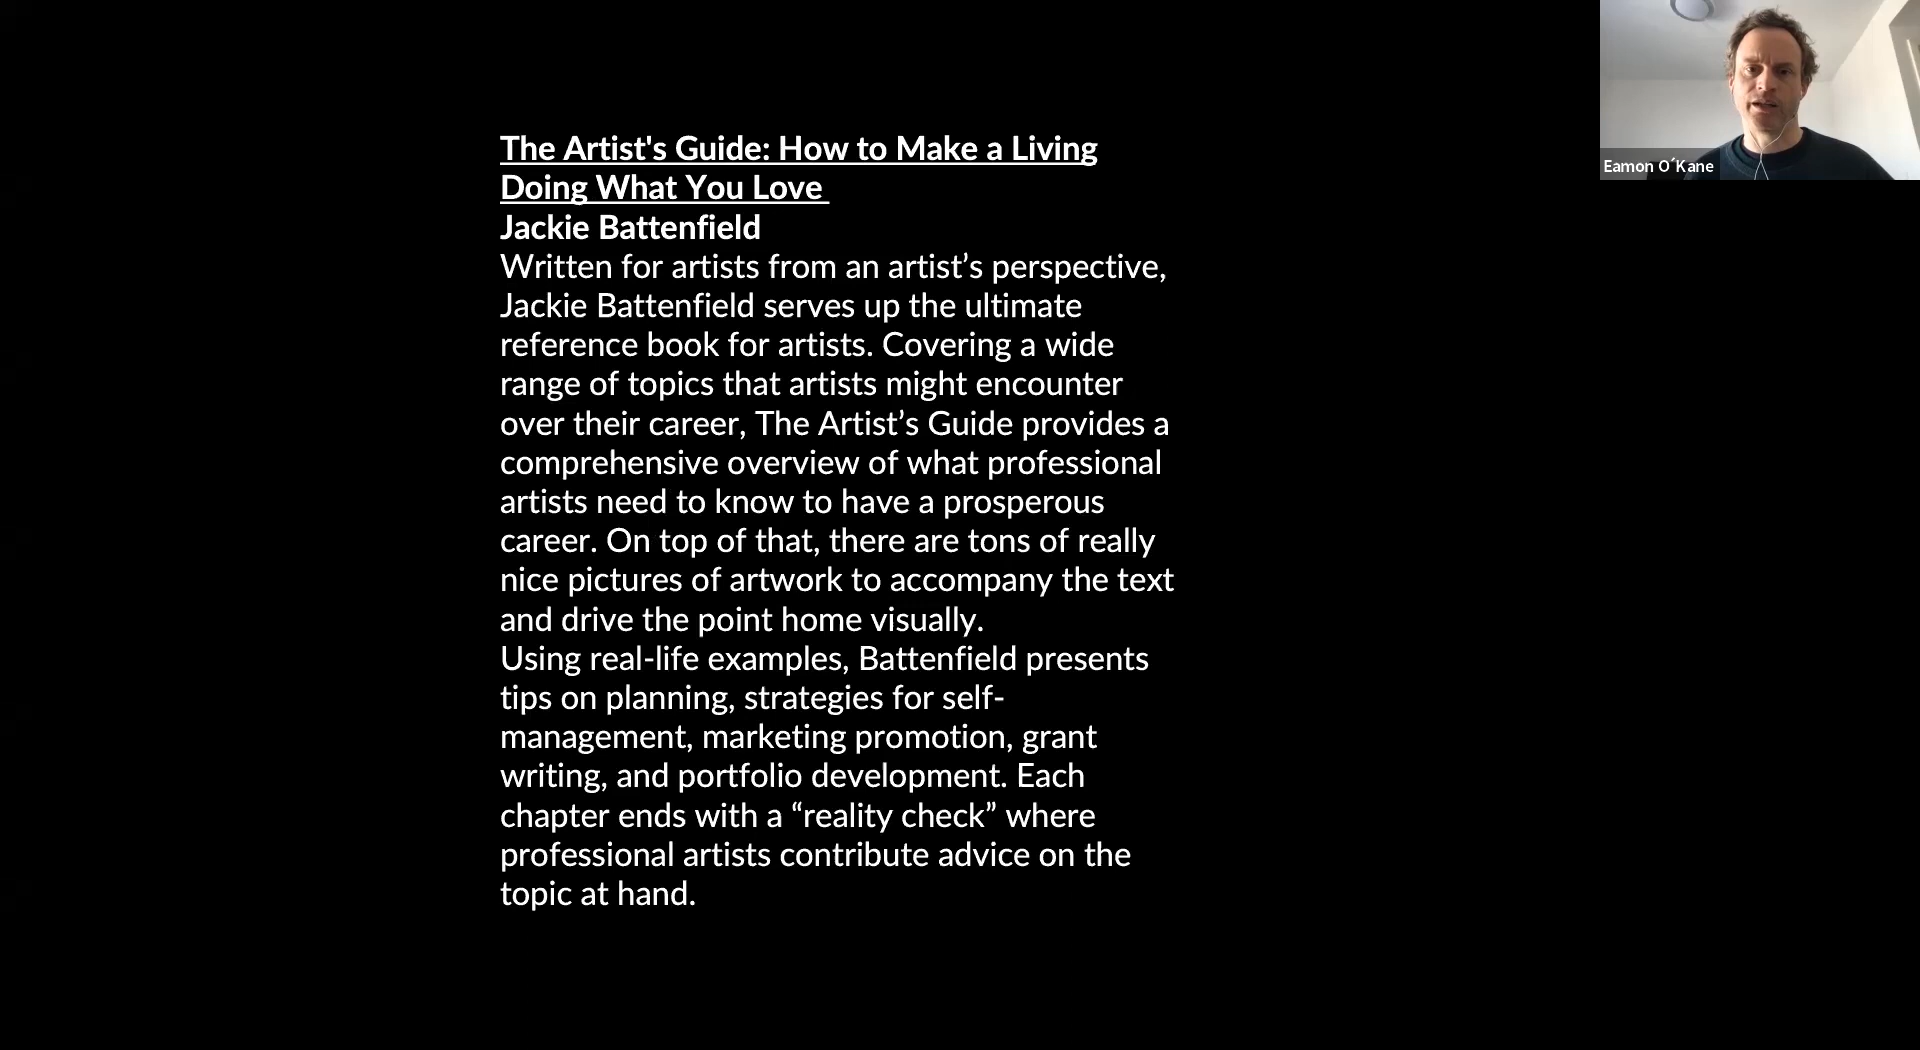 The Artist's Guide: How to Make a Living
Doing What You Love
Jackie Battenfield
Written for artists from an artist’s perspective,
Jackie Battenfield serves up the ultimate
reference book for artists. Covering a wide
range of topics that artists might encounter
over their career, The Artist’s Guide provides a
comprehensive overview of what professional
artists need to know to have a prosperous
career. On top of that, there are tons of really
nice pictures of artwork to accompany the text
and drive the point home visually.
Using real-life examples, Battenfield presents
tips on planning, strategies for self-
management, marketing promotion, grant
writing, and portfolio development. Each
chapter ends with a “reality check” where
professional artists contribute advice on the
topic at hand.
Eamon O´Kane